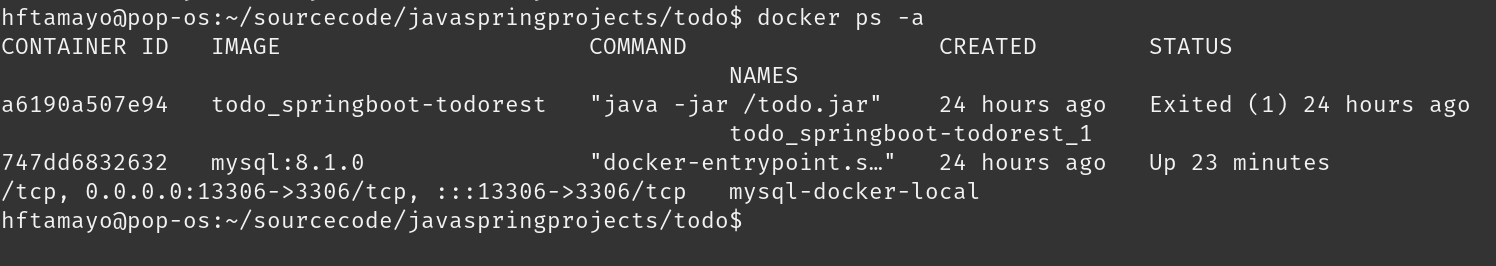 hftamayo@pop-os:~/sourcecode/javaspringprojects/todo$ docker ps -a
CONTAINER ID   IMAGE                      COMMAND                  CREATED        STATUS
NAMES
a6190a507e94   todo_springboot-todorest   "java -jar /todo.jar"    24 hours ago   Exited (1) 24 hours ago
todo_springboot-todorest_1
747dd6832632   mysql:8.1.0                "docker-entrypoint.s…"   24 hours ago   Up 23 minutes
/tcp, 0.0.0.0:13306->3306/tcp, :::13306->3306/tcp   mysql-docker-local
hftamayo@pop-os:~/sourcecode/javaspringprojects/todo$